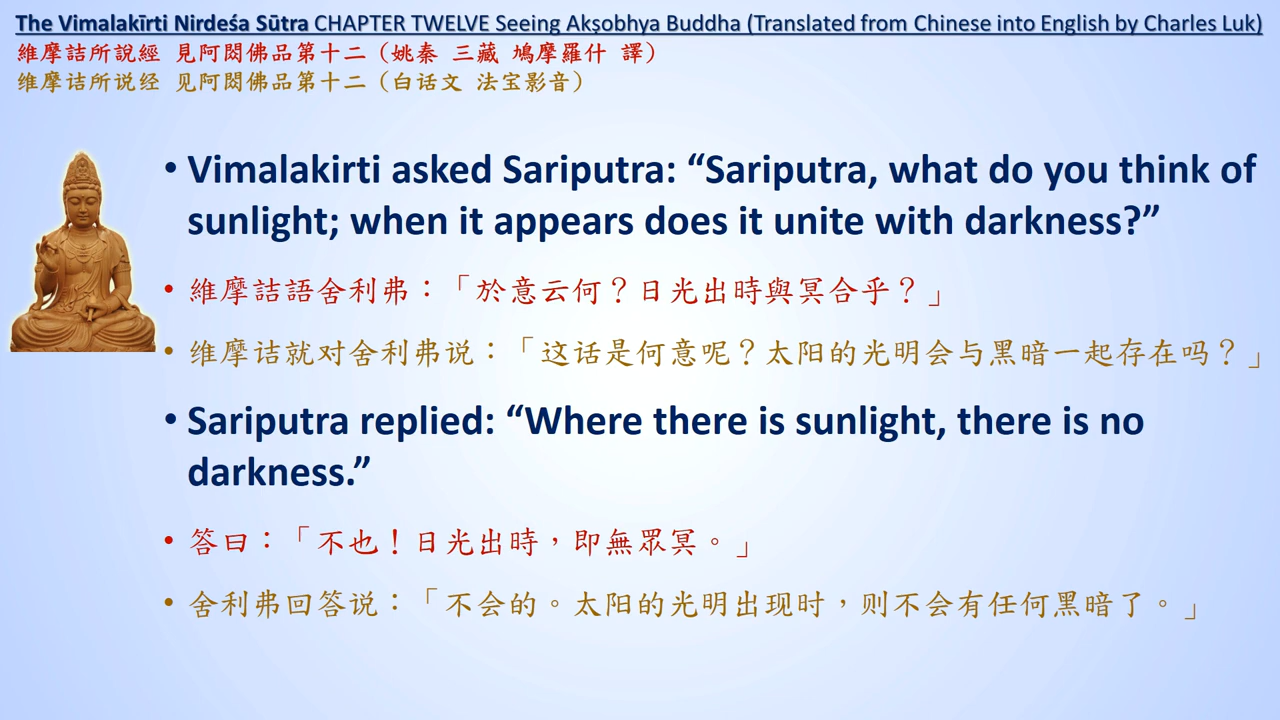 The Vimalakīrti Nirdeśa Sūtra CHAPTER TWELVE Seeing Akṣobhya Buddha (Translated from Chinese into English by Charles Luk)
維摩詰所說經 見阿閦佛品第十二（姚秦 三藏 鳩摩羅什 譯）
维摩诘所说经 见阿閦佛品第十二（白话文 法宝影音）
• Vimalakirti asked Sariputra: “Sariputra, what do you think of
sunlight; when it appears does it unite with darkness?”
• 維摩詰語舍利弗：「於意云何？日光出時與冥合乎？」
• 维摩诘就对舍利弗说：「这话是何意呢？太阳的光明会与黑暗一起存在吗？」
• Sariputra replied: “Where there is sunlight, there is no
darkness.”
• 答曰：「不也！日光出時，即無眾冥。」
• 舍利弗回答说：「不会的。太阳的光明出现时，则不会有任何黑暗了。」